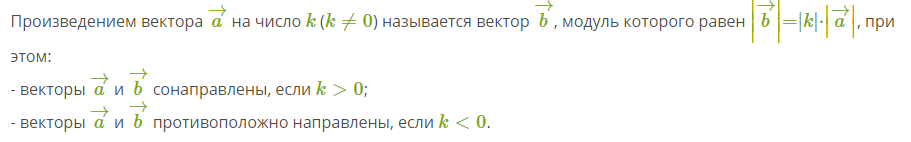 Произведением вектора →a на число k (k ≠ 0) называется вектор →b, модуль которого равен |→b|=|k|·|→a|, при
этом:
- векторы →a и →b сонаправлены, если k > 0;
- векторы →a и →b противоположно направлены, если k < 0.